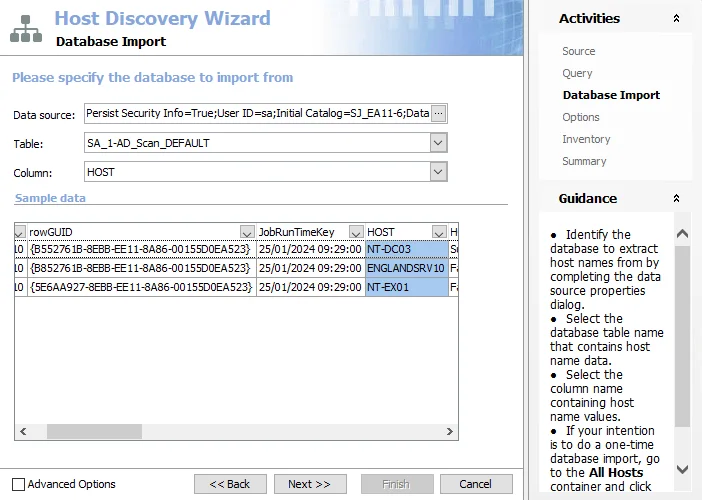 Host Discovery Wizard
Database Import
Please specify the database to import from
Data source: Persist Security Info=True;User ID=sa;Initial Catalog=SJ_EA11-6;Data ...
Table: SA_1-AD_Scan_DEFAULT
Column: HOST
Sample data
rowGUID JobRunTimeKey HOST H
10 {B552761B-8EBB-EE11-8A86-00155D0EA523} 25/01/2024 09:29:00 NT-DC03
10 {B852761B-8EBB-EE11-8A86-00155D0EA523} 25/01/2024 09:29:00 ENGLANDSRV10 Fa
10 {5E6AA927-8EBB-EE11-8A86-00155D0EA523} 25/01/2024 09:29:00 NT-EX01 Fa
Advanced Options
<< Back
Next >>
Finish
Cancel
Activities
Source
Query
Database Import
Options
Inventory
Summary
Guidance
● Identify the
database to extract
host names from by
completing the data
source properties
dialog.
● Select the
database table name
that contains host
name data.
● Select the
column name
containing host
name values.
● If your intention
is to do a one-time
database import, go
to the All Hosts
container and click